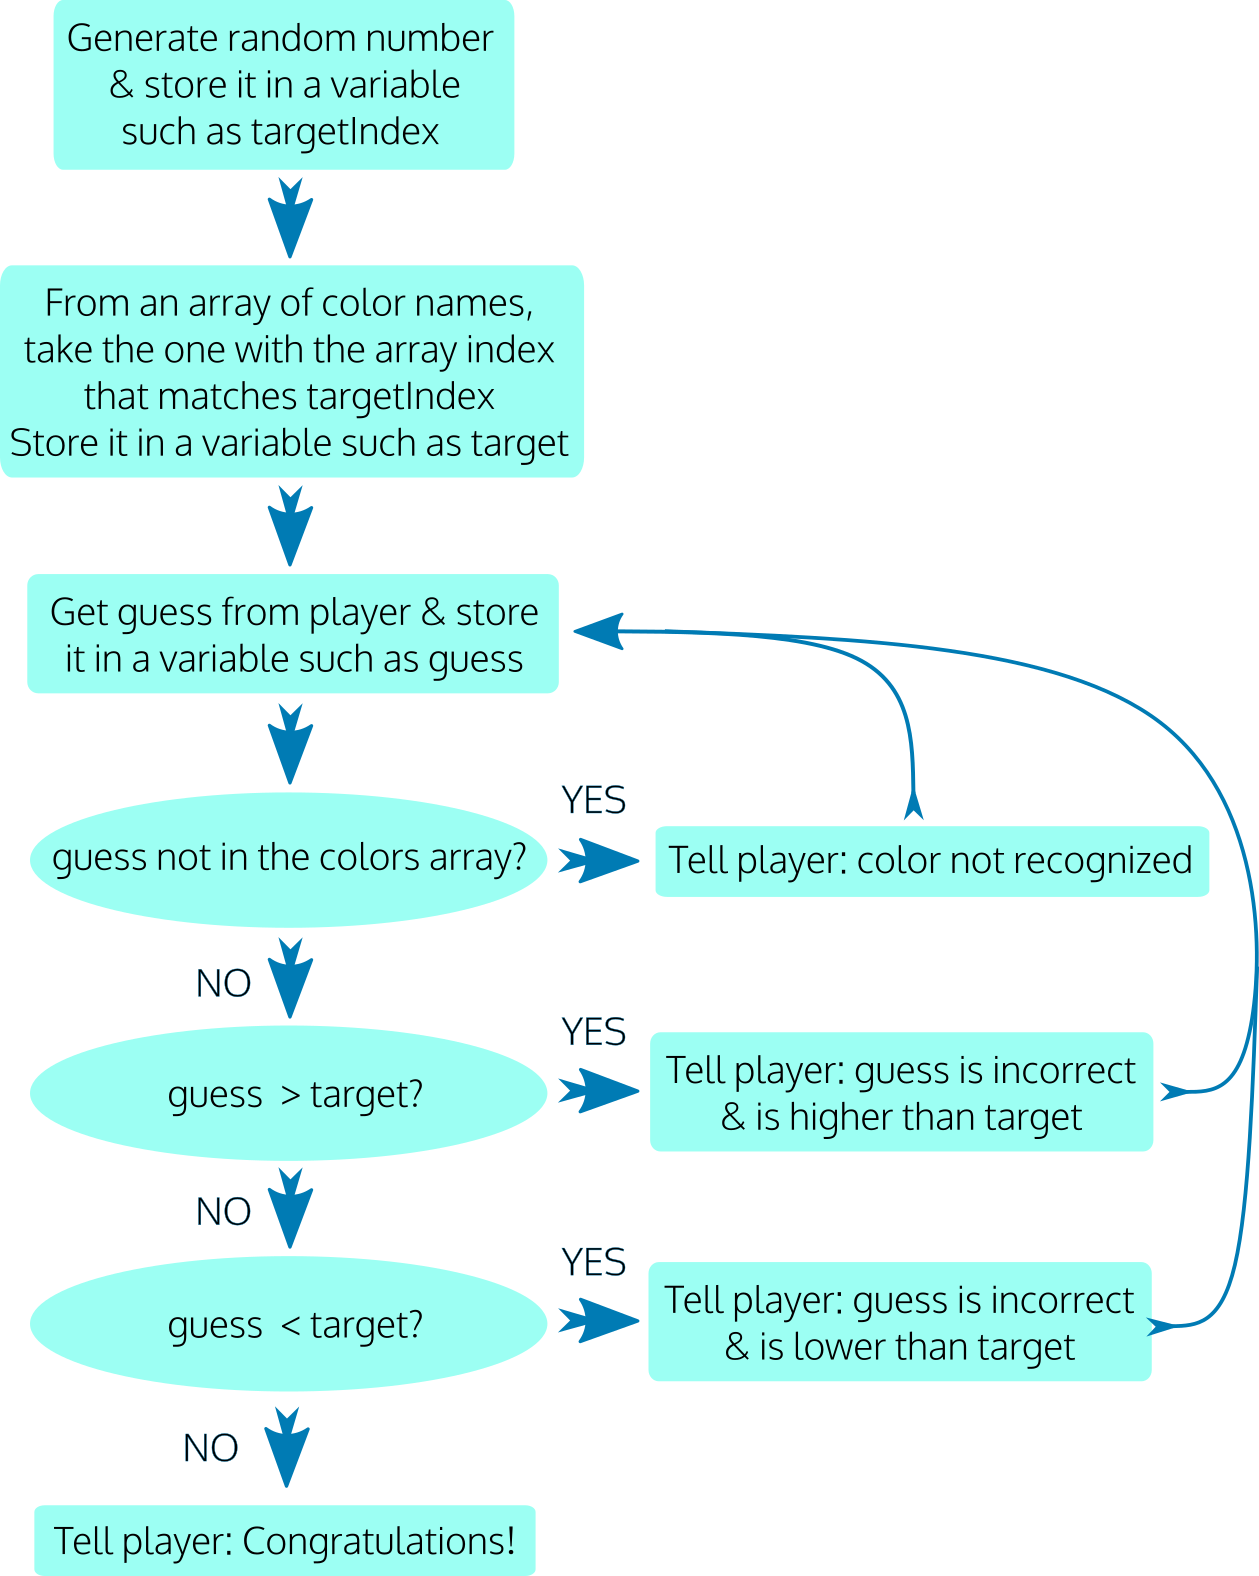 Generate random number
& store it in a variable
such as targetIndex
From an array of color names,
take the one with the array index
that matches targetIndex
Store it in a variable such as target
Get guess from player & store
it in a variable such as guess
guess not in the colors array?
YES
Tell player: color not recognized
NO
guess > target?
YES
Tell player: guess is incorrect
& is higher than target
NO
guess < target?
YES
Tell player: guess is incorrect
& is lower than target
NO
Tell player: Congratulations!